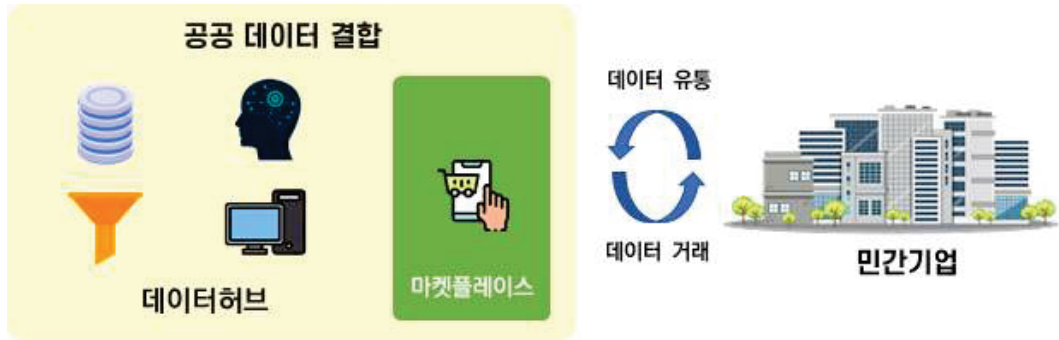 공공 데이터 결합
데이터허브
마켓플레이스
데이터 유통
데이터 거래
민간기업